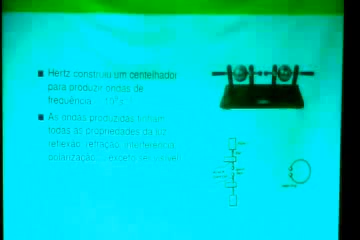 Hertz construiu um centelhador
para produzir ondas de
frequência
As ondas produzidas tinham
todas as propriedades da luz:
reflexão, refração, interferência,
polarização...